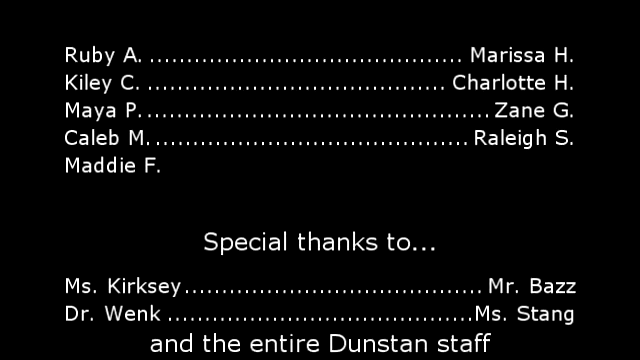 Ruby A. .......................................... Marissa H.
Kiley C. ........................................ Charlotte H.
Maya P............................................... Zane G.
Caleb M........................................... Raleigh S.
Maddie F.
Special thanks to...
Ms. Kirksey........................................ Mr. Bazz
Dr. Wenk .........................................Ms. Stang
and the entire Dunstan staff